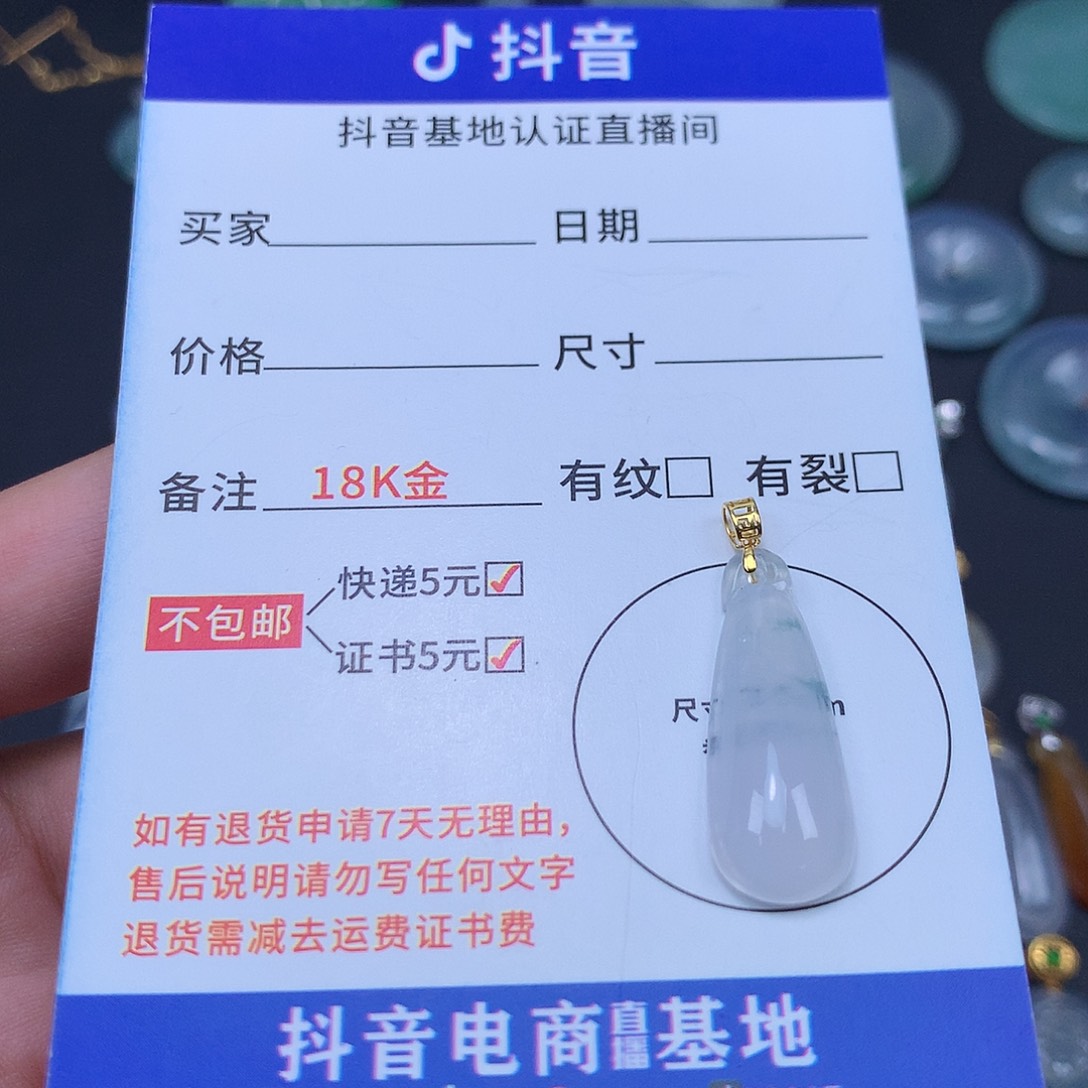 抖音
抖音基地认证直播间
买家 日期
价格 尺寸
备注 18K金 有纹 有裂
不包邮
快递5元
证书5元
尺寸
如有退货申请7天无理由，
售后说明请勿写任何文字
退货需减去运费证书费
抖音电商直播基地